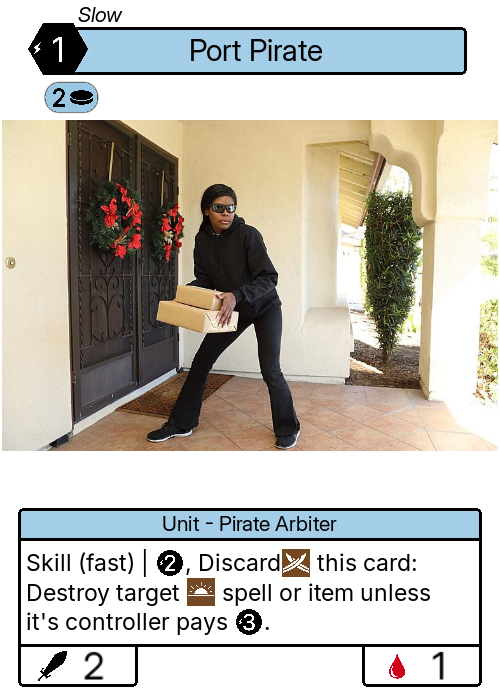 Slow
1
Port Pirate
2
Unit - Pirate Arbiter
Skill (fast) | 2, Discard this card:
Destroy target spell or item unless
it's controller pays 3.
2
1